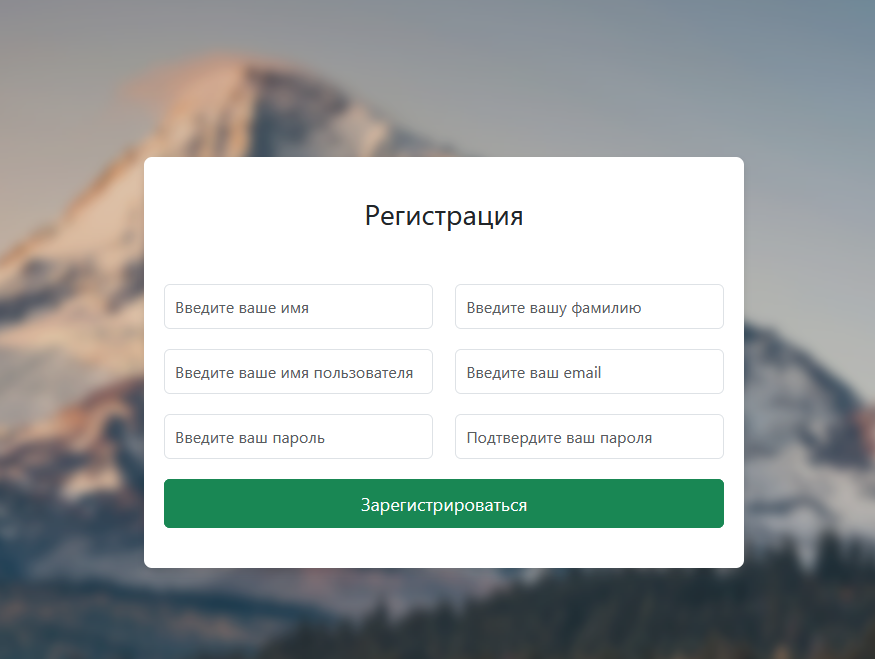 Регистрация
Введите ваше имя
Введите вашу фамилию
Введите ваше имя пользователя
Введите ваш email
Введите ваш пароль
Подтвердите ваш пароля
Зарегистрироваться